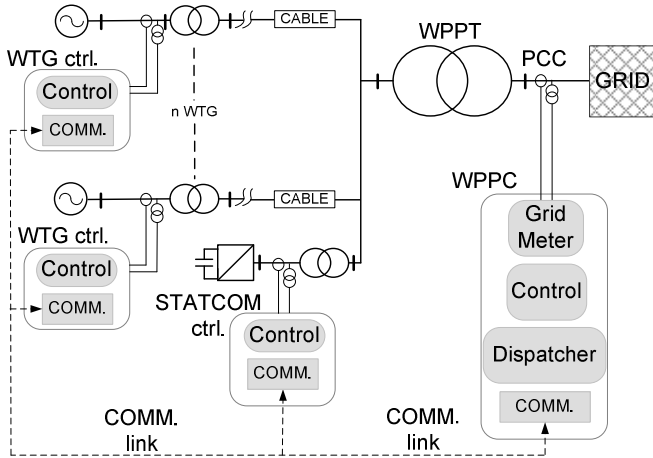 CABLE
WPPT
PCC
GRID
WTG ctrl.
Control
COMM.
n WTG
WPPC
CABLE
Grid
Meter
WTG ctrl.
Control
COMM.
Control
STATCOM
ctrl.
Control
COMM.
Dispatcher
COMM.
COMM.
link
COMM.
link